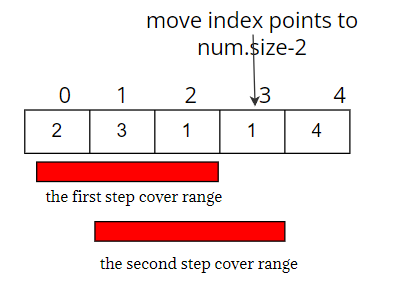 move index points to
num.size-2
0 1 2 3 4
2 3 1 1 4
the first step cover range
the second step cover range